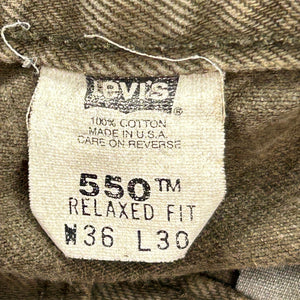 Levi's
®
100% COTTON
MADE IN U.S.A.
CARE ON REVERSE
550™
RELAXED FIT
W36 L30